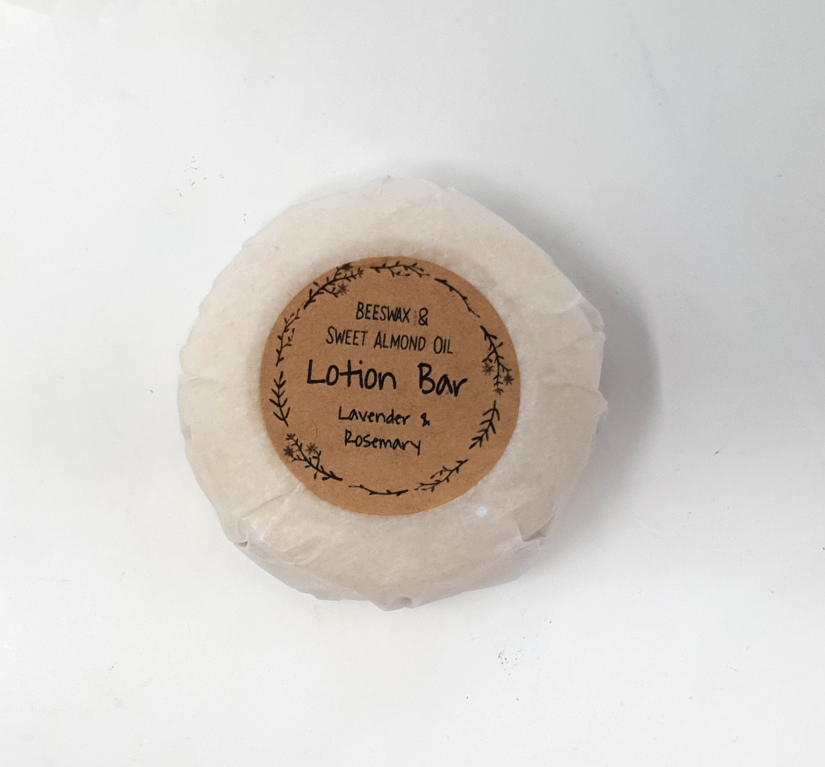 BEESWAX &
SWEET ALMOND OIL
Lotion Bar
Lavender &
Rosemary